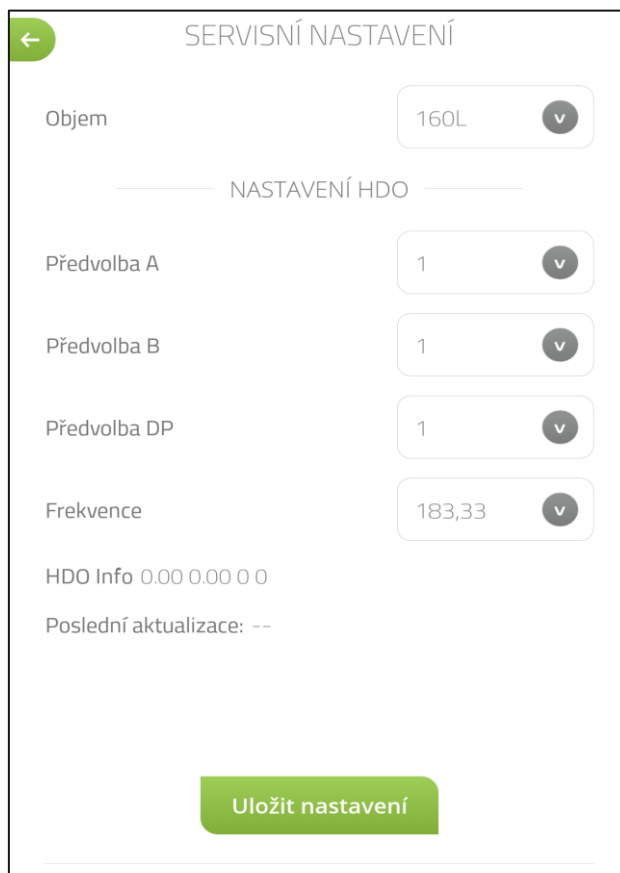 SERVISNÍ NASTAVENÍ
Objem 160L
NASTAVENÍ HDO
Předvolba A 1
Předvolba B 1
Předvolba DP 1
Frekvence 183,33
HDO Info 0.00 0.00 0 0
Poslední aktualizace: --
Uložit nastavení